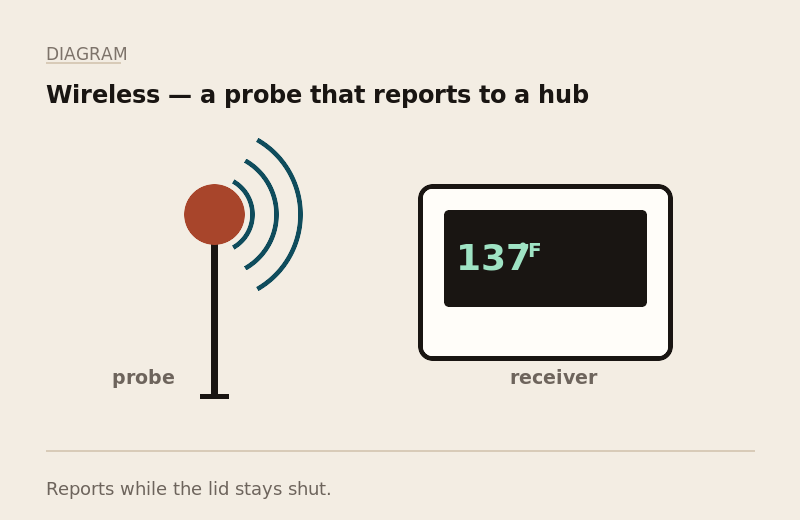 DIAGRAM
Wireless — a probe that reports to a hub
137°F
probe
receiver
Reports while the lid stays shut.